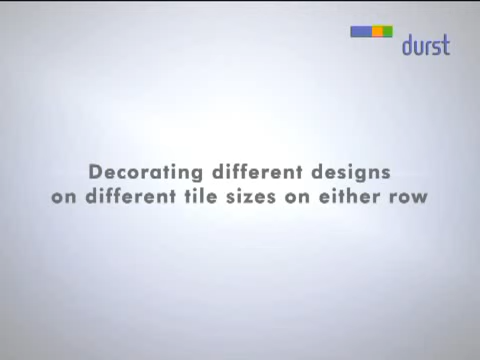 durst
Decorating different designs
on different tile sizes on either row